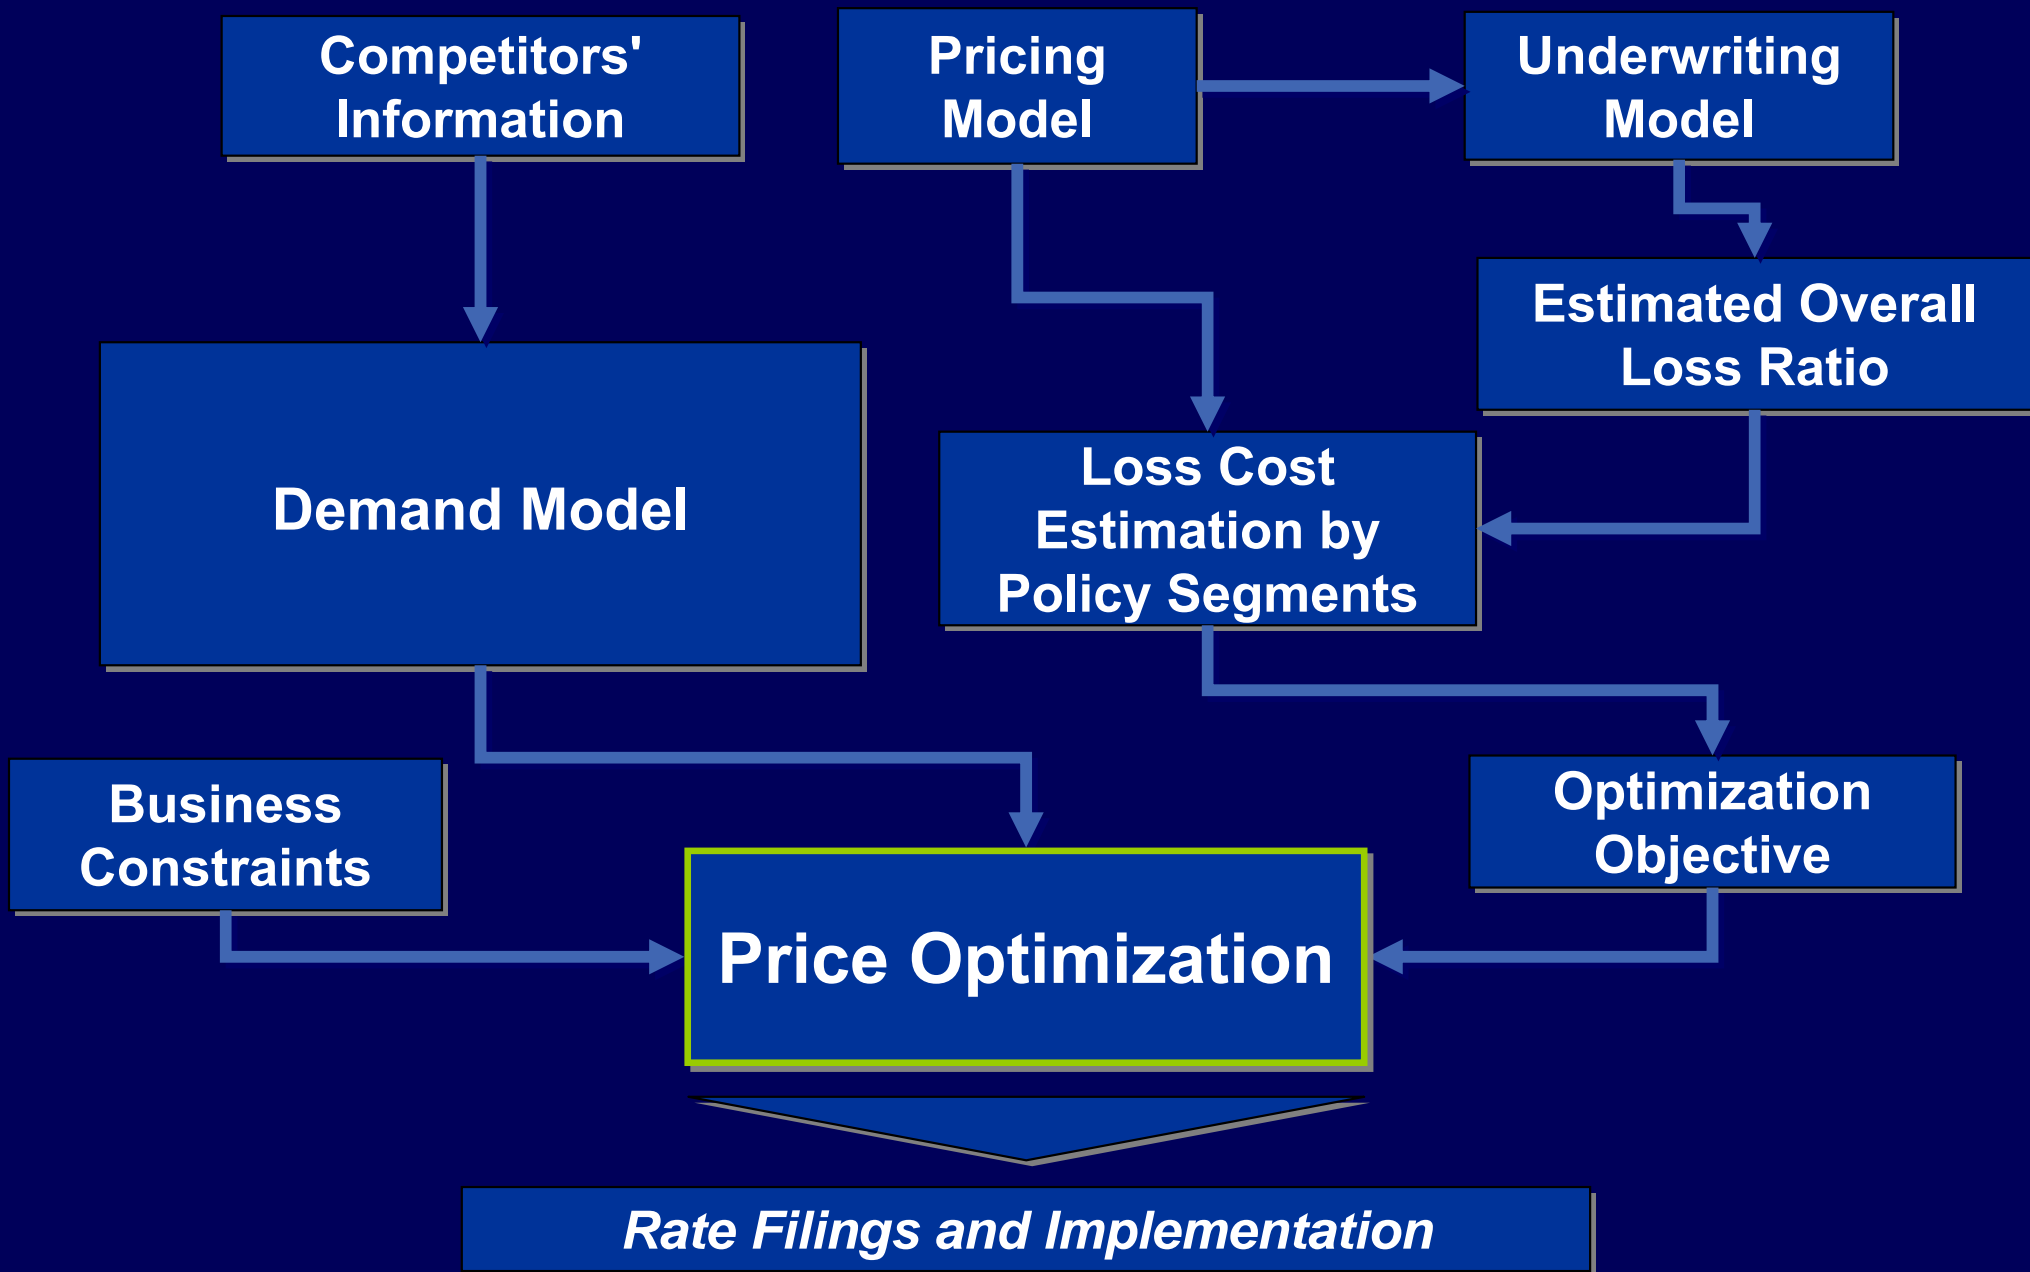 Competitors'
Information
Pricing
Model
Underwriting
Model
Estimated Overall
Loss Ratio
Demand Model
Loss Cost
Estimation by
Policy Segments
Business
Constraints
Optimization
Objective
Price Optimization
Rate Filings and Implementation